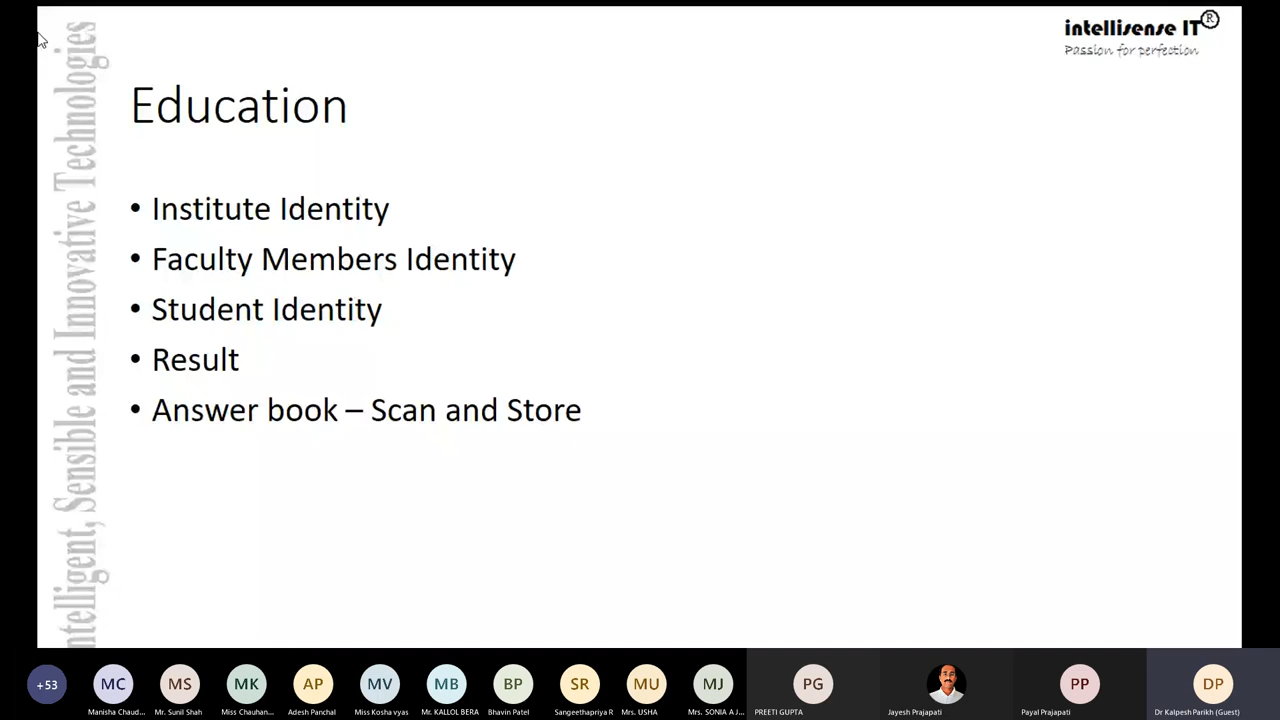 intellisense IT®
Passion for perfection
Intelligent, Sensible and Innovative Technologies
Education
• Institute Identity
• Faculty Members Identity
• Student Identity
• Result
• Answer book – Scan and Store
+53
MC
MS
MK
AP
MV
MB
BP
SR
MU
MJ
PG
PP
DP
Manisha Chaud...
Mr. Sunil Shah
Miss Chauhan...
Adesh Panchal
Miss Kosha vyas
Mr. KALLOL BERA
Bhavin Patel
Sangeethapriya R
Mrs. USHA
Mrs. SONIA A J...
PREETI GUPTA
Jayesh Prajapati
Payal Prajapati
Dr Kalpesh Parikh (Guest)